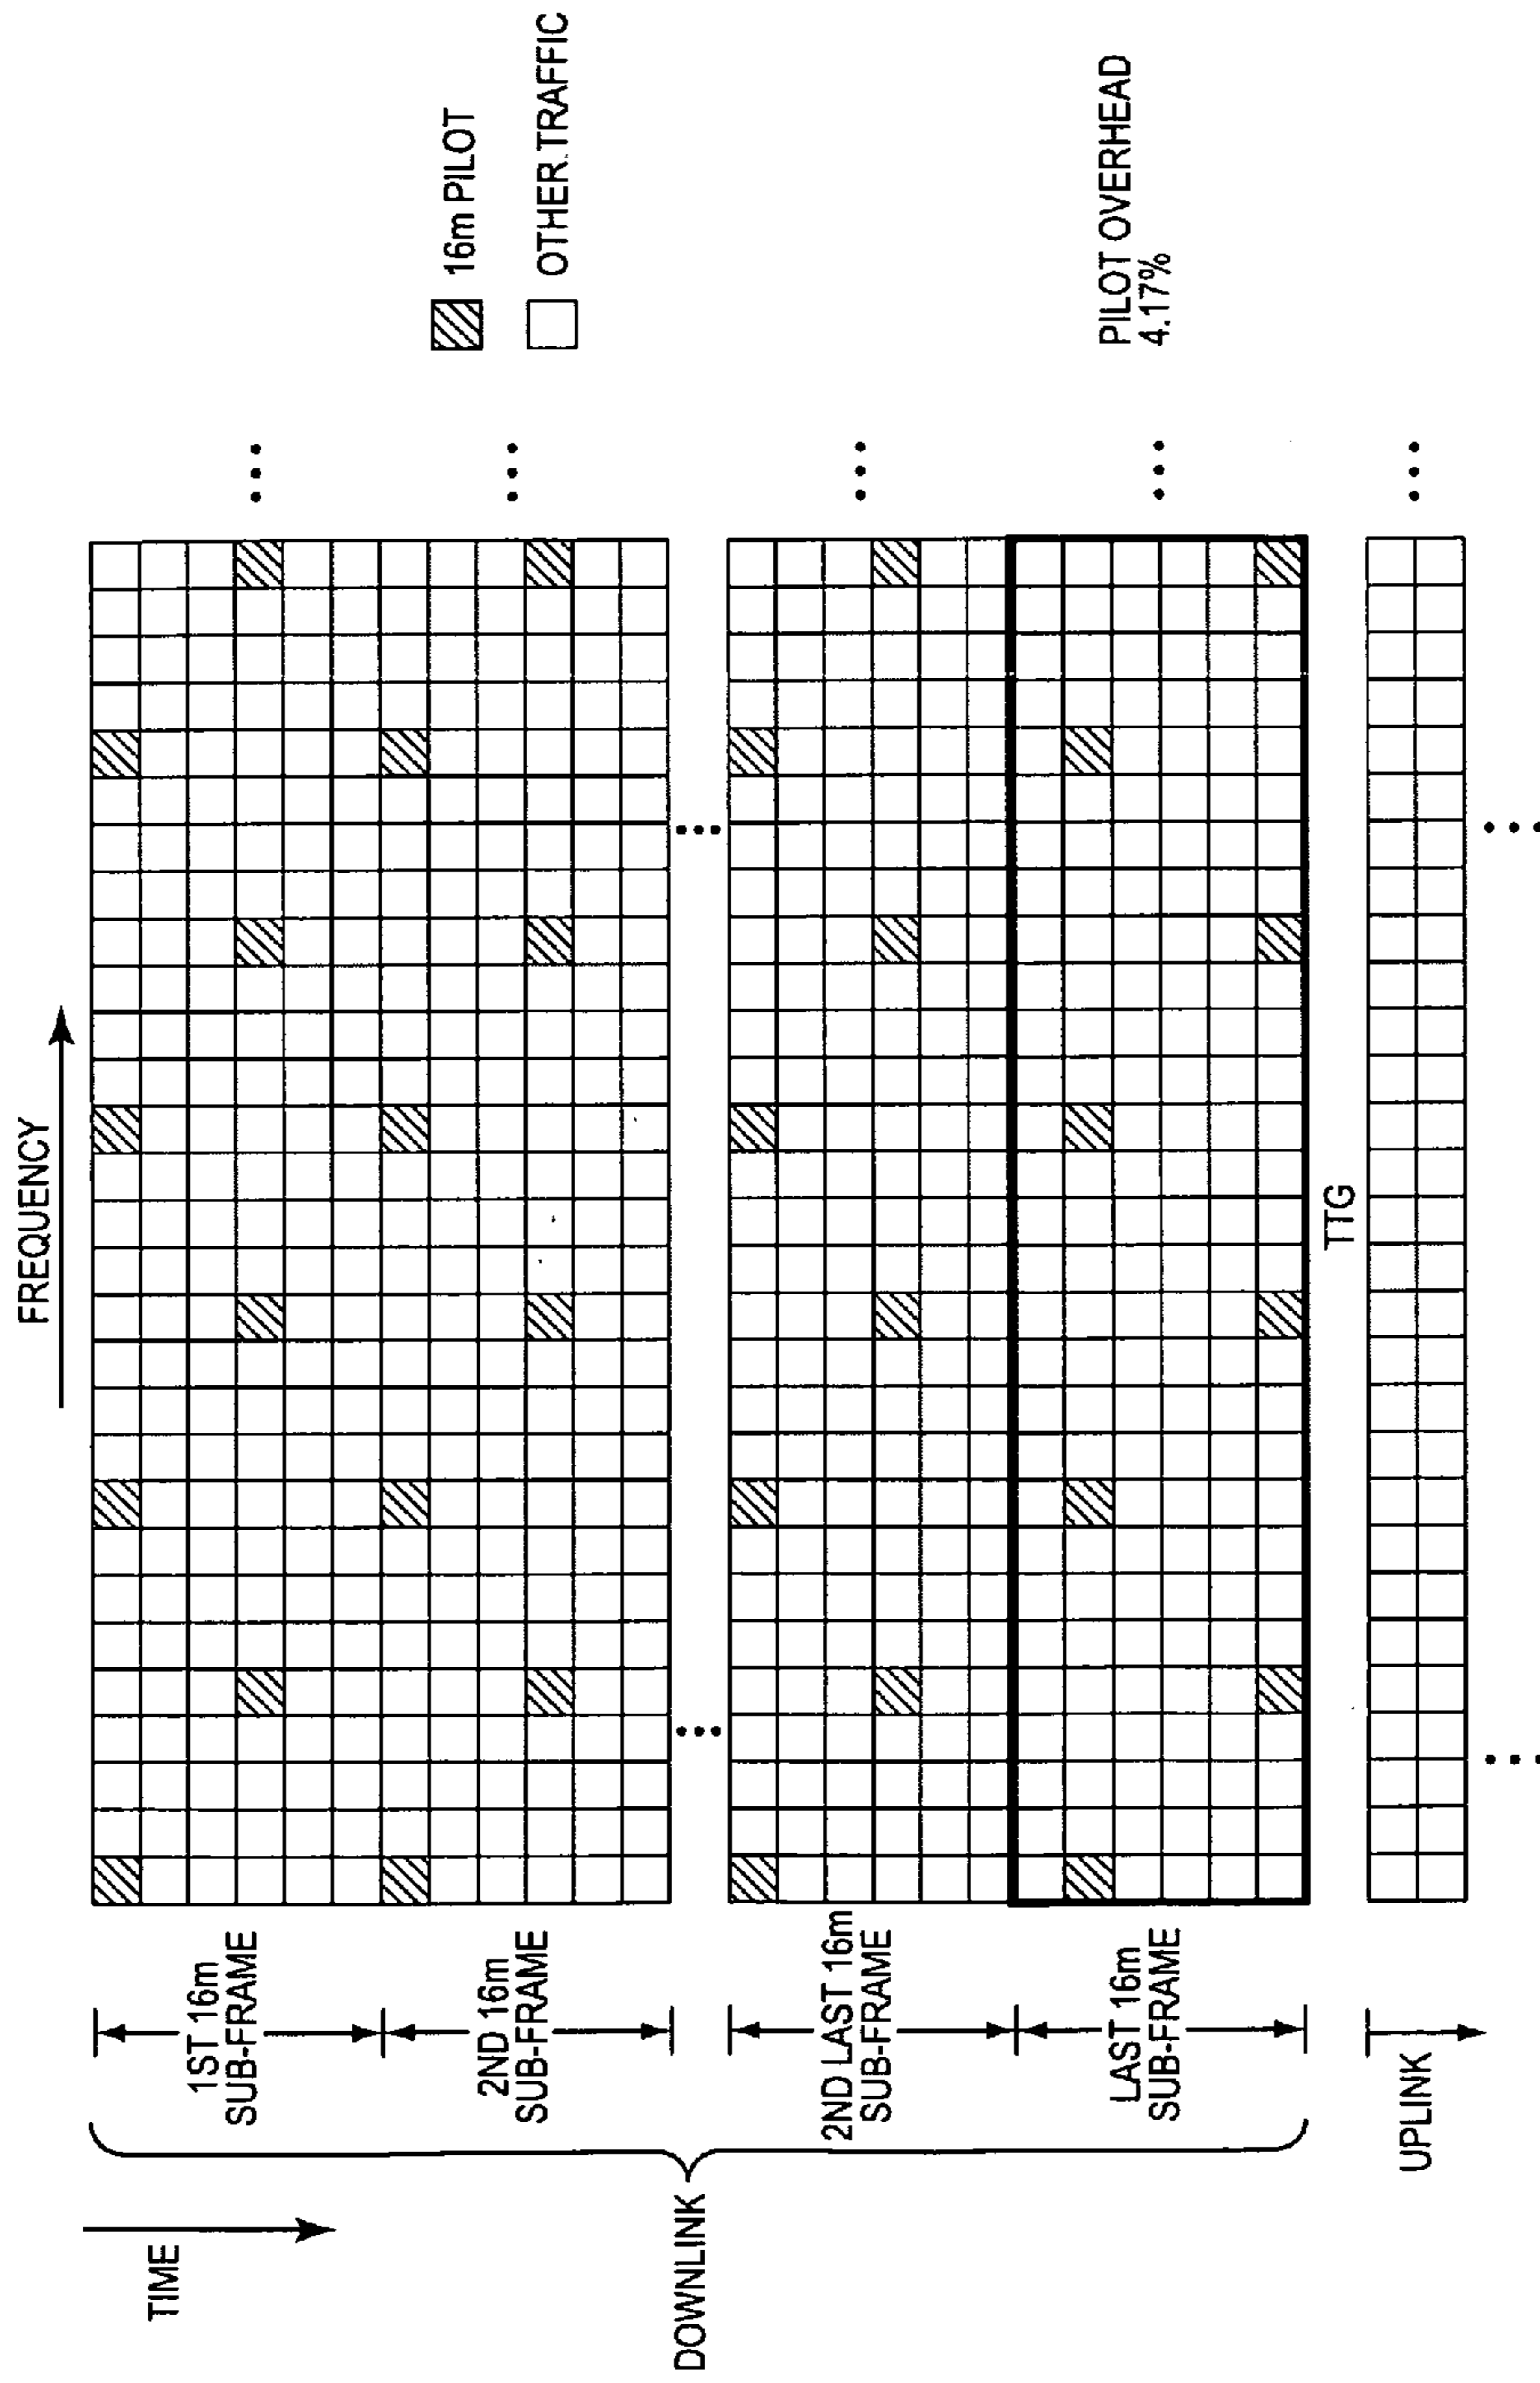 FREQUENCY
TIME
DOWNLINK
1ST 16m
SUB-FRAME
2ND 16m
SUB-FRAME
2ND LAST 16m
SUB-FRAME
LAST 16m
SUB-FRAME
TTG
UPLINK
16m PILOT
OTHER TRAFFIC
PILOT OVERHEAD
4.17%